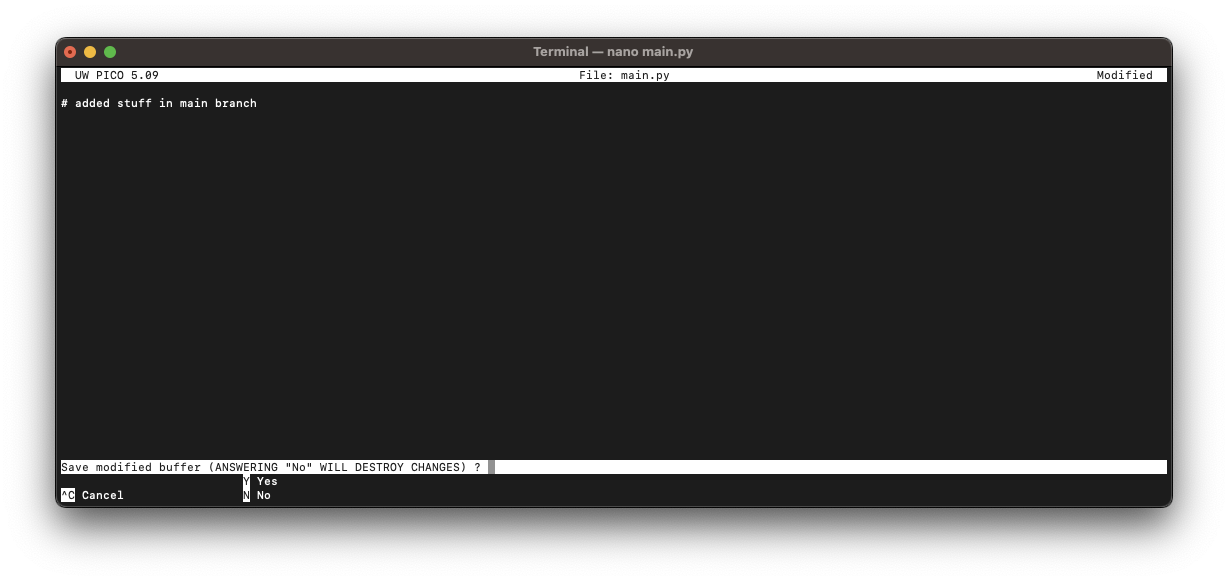 Terminal — nano main.py
UW PICO 5.09 File: main.py Modified
# added stuff in main branch
Save modified buffer (ANSWERING "No" WILL DESTROY CHANGES) ?
Y Yes
^C Cancel N No